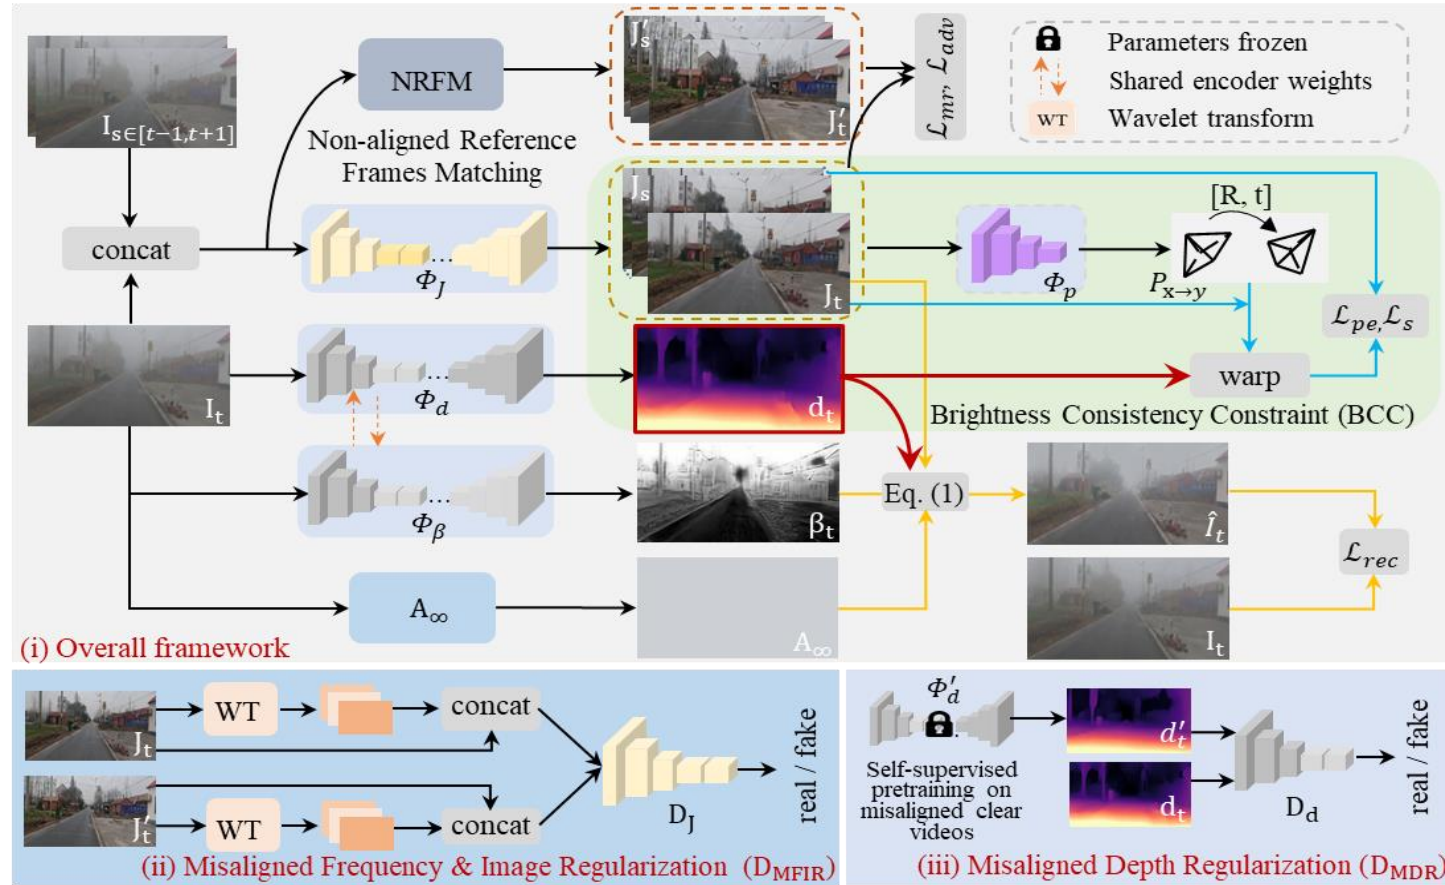 I_{s∈[t−1,t+1]}
NRFM
J′_s
J′_t
ℒ_{mr}, ℒ_{adv}
Parameters frozen
Shared encoder weights
WT
Wavelet transform
Non-aligned Reference
Frames Matching
concat
Φ_J
J_s
J_t
Φ_p
[R, t]
P_{x→y}
ℒ_{pe},ℒ_s
I_t
Φ_d
d_t
warp
Brightness Consistency Constraint (BCC)
Φ_β
β_t
Eq. (1)
Î_t
ℒ_{rec}
A_∞
A_∞
I_t
(i) Overall framework
J_t
WT
concat
J′_t
WT
concat
D_J
real / fake
(ii) Misaligned Frequency & Image Regularization (D_{MFIR})
Φ′_d
Self-supervised
pretraining on
misaligned clear
videos
d′_t
d_t
D_d
real / fake
(iii) Misaligned Depth Regularization (D_{MDR})